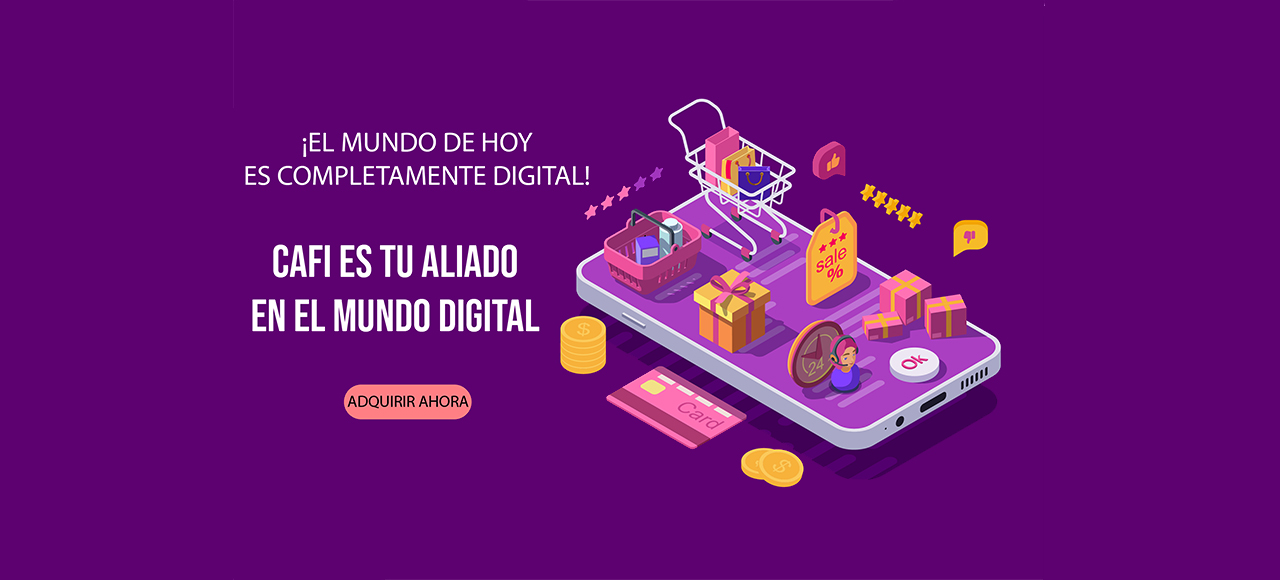 ¡EL MUNDO DE HOY
ES COMPLETAMENTE DIGITAL!
CAFI ES TU ALIADO
EN EL MUNDO DIGITAL
ADQUIRIR AHORA
sale
%
24
Ok
Card
$
$